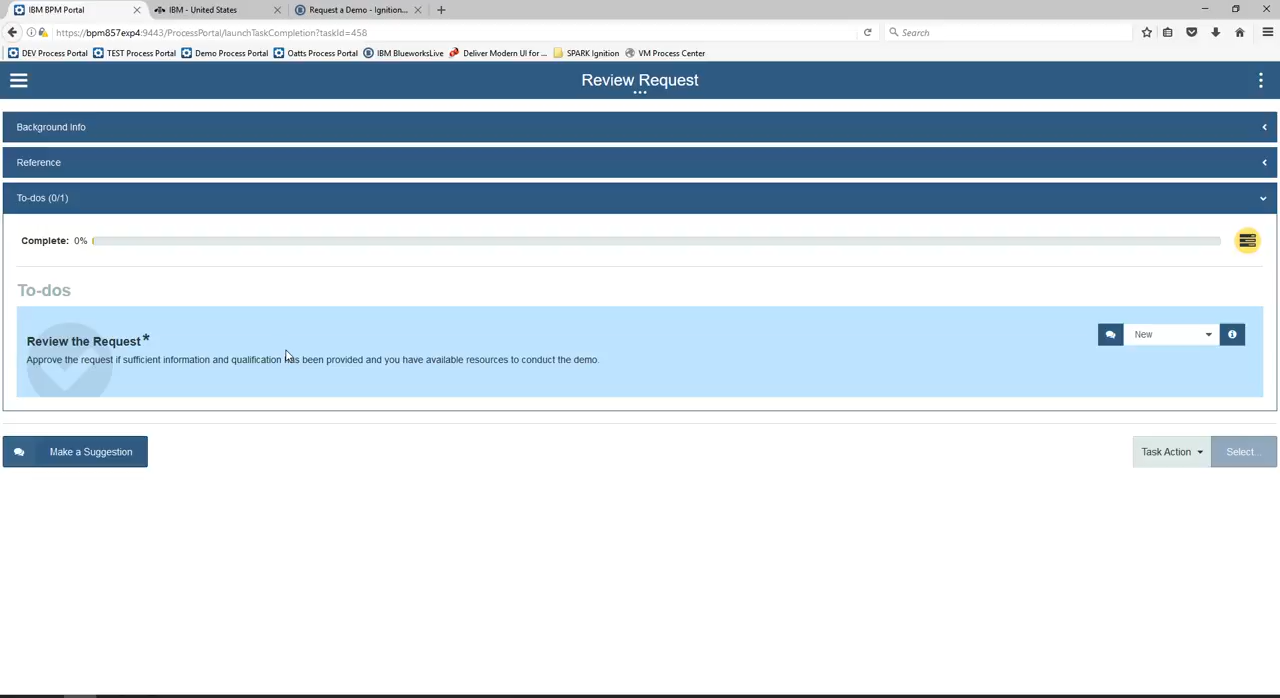 IBM BPM Portal
IBM - United States
Request a Demo - Ignition...
https://bpm857exp4:9443/ProcessPortal/launchTaskCompletion?taskId=458
Search
DEV Process Portal
TEST Process Portal
Demo Process Portal
Oatts Process Portal
IBM BlueworksLive
Deliver Modern UI for ...
SPARK Ignition
VM Process Center
Review Request
Background Info
Reference
To-dos (0/1)
Complete: 0%
To-dos
Review the Request*
New
Approve the request if sufficient information and qualification has been provided and you have available resources to conduct the demo.
Make a Suggestion
Task Action
Select...